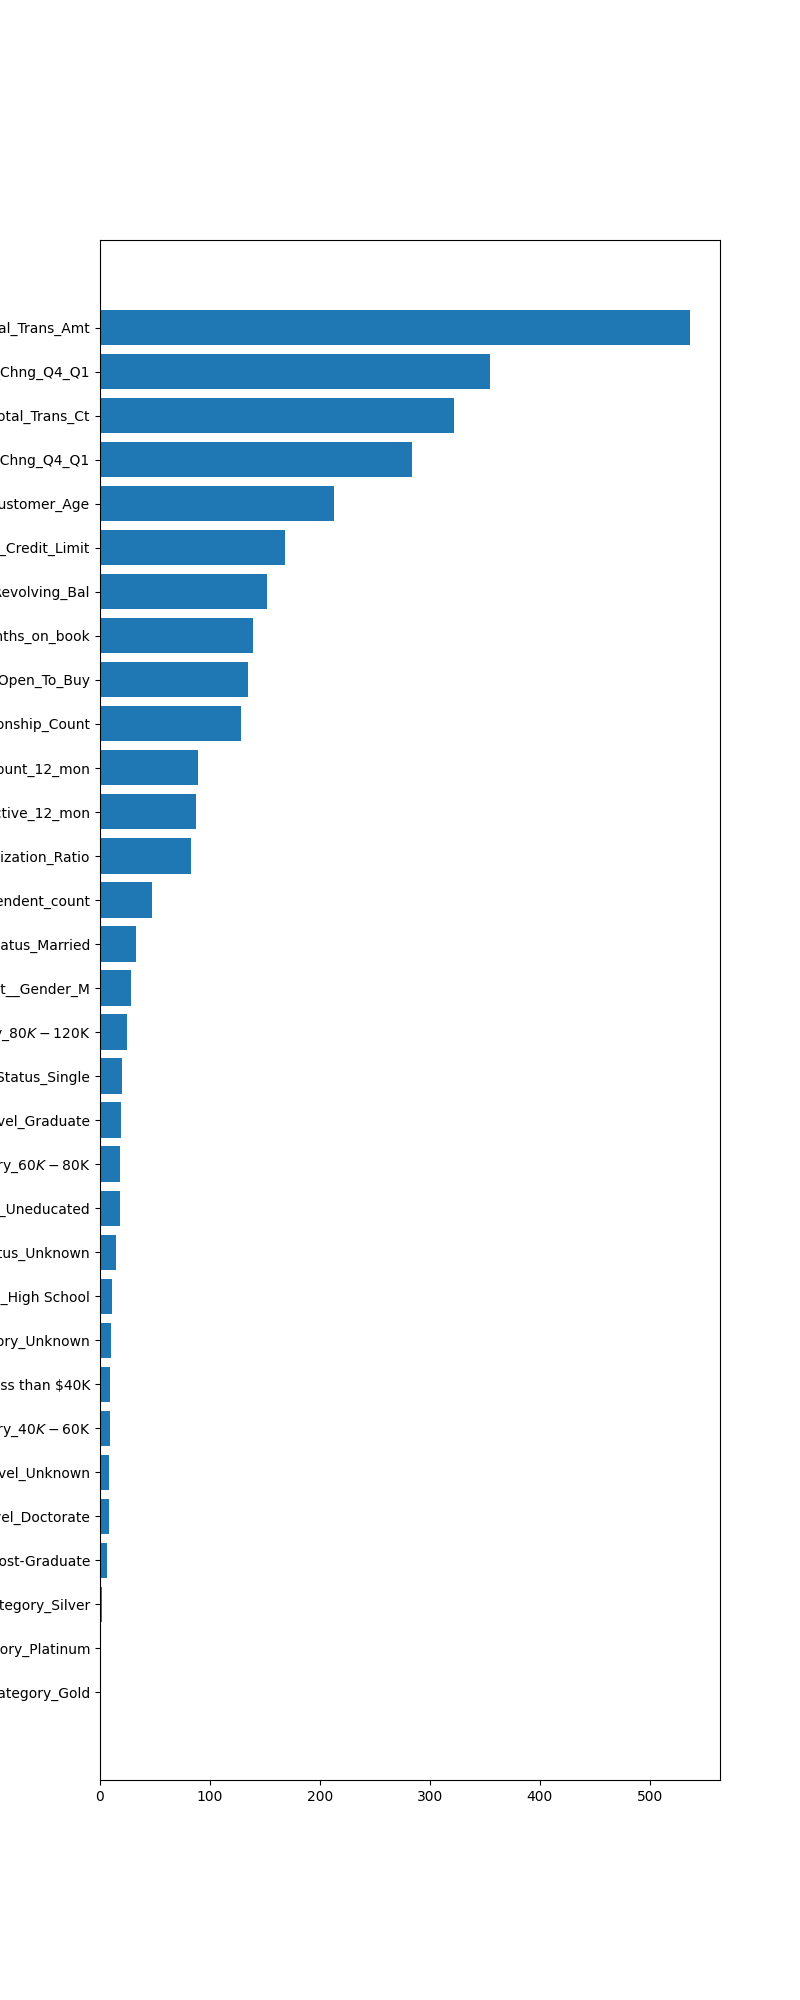 al_Trans_Amt
Chng_Q4_Q1
otal_Trans_Ct
Chng_Q4_Q1
ustomer_Age
_Credit_Limit
evolving_Bal
nths_on_book
Open_To_Buy
onship_Count
ount_12_mon
ctive_12_mon
ization_Ratio
endent_count
atus_Married
t__Gender_M
y_80K − 120K
Status_Single
vel_Graduate
ry_60K − 80K
_Uneducated
tus_Unknown
_High School
ory_Unknown
ss than $40K
ry_40K − 60K
vel_Unknown
el_Doctorate
ost-Graduate
tegory_Silver
ory_Platinum
ategory_Gold
0 100 200 300 400 500